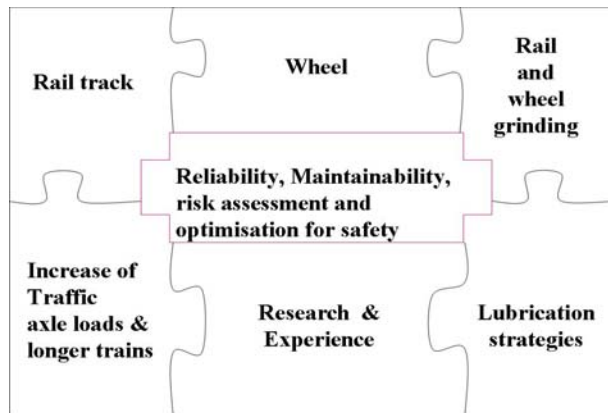 Rail track
Wheel
Rail
and
wheel
grinding
Reliability, Maintainability,
risk assessment and
optimisation for safety
Increase of
Traffic
axle loads &
longer trains
Research & 
Experience
Lubrication
strategies